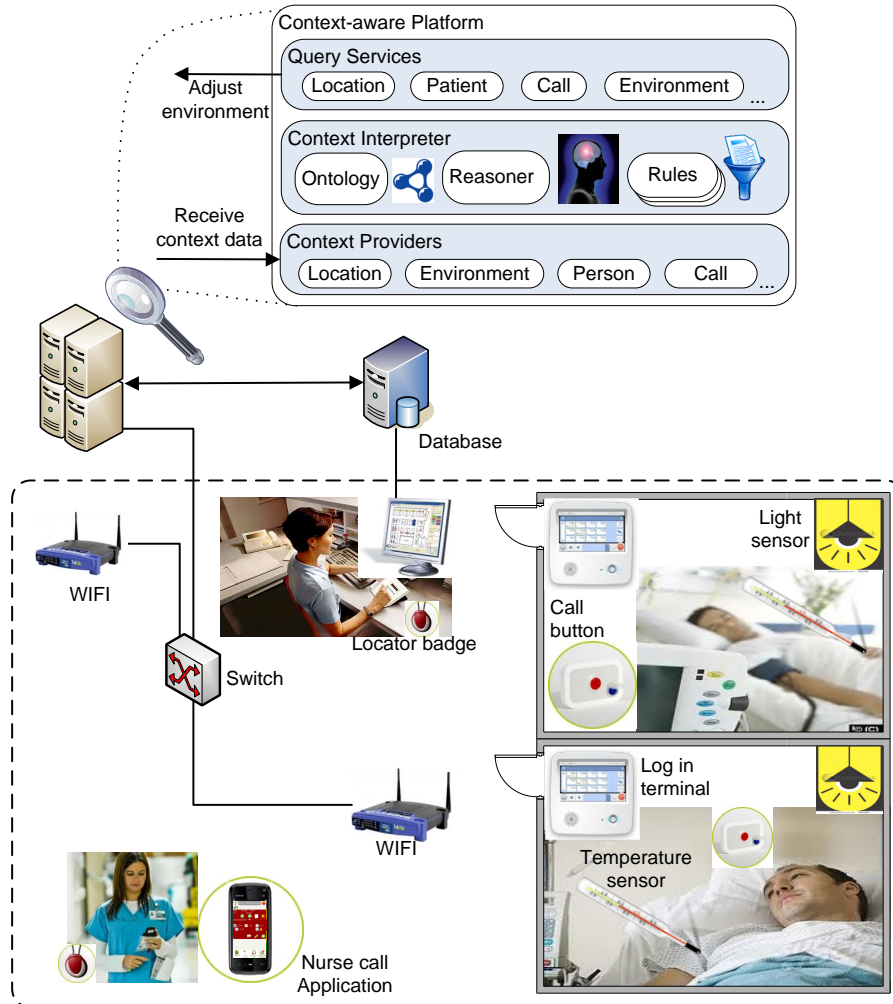 Context-aware Platform
Query Services
Location
Patient
Call
Environment
...
Adjust
environment
Context Interpreter
Ontology
Reasoner
Rules
Receive
context data
Context Providers
Location
Environment
Person
Call
...
Database
WIFI
Locator badge
Switch
Light
sensor
Call
button
(C)
WIFI
Log in
terminal
Temperature
sensor
Nurse call
Application